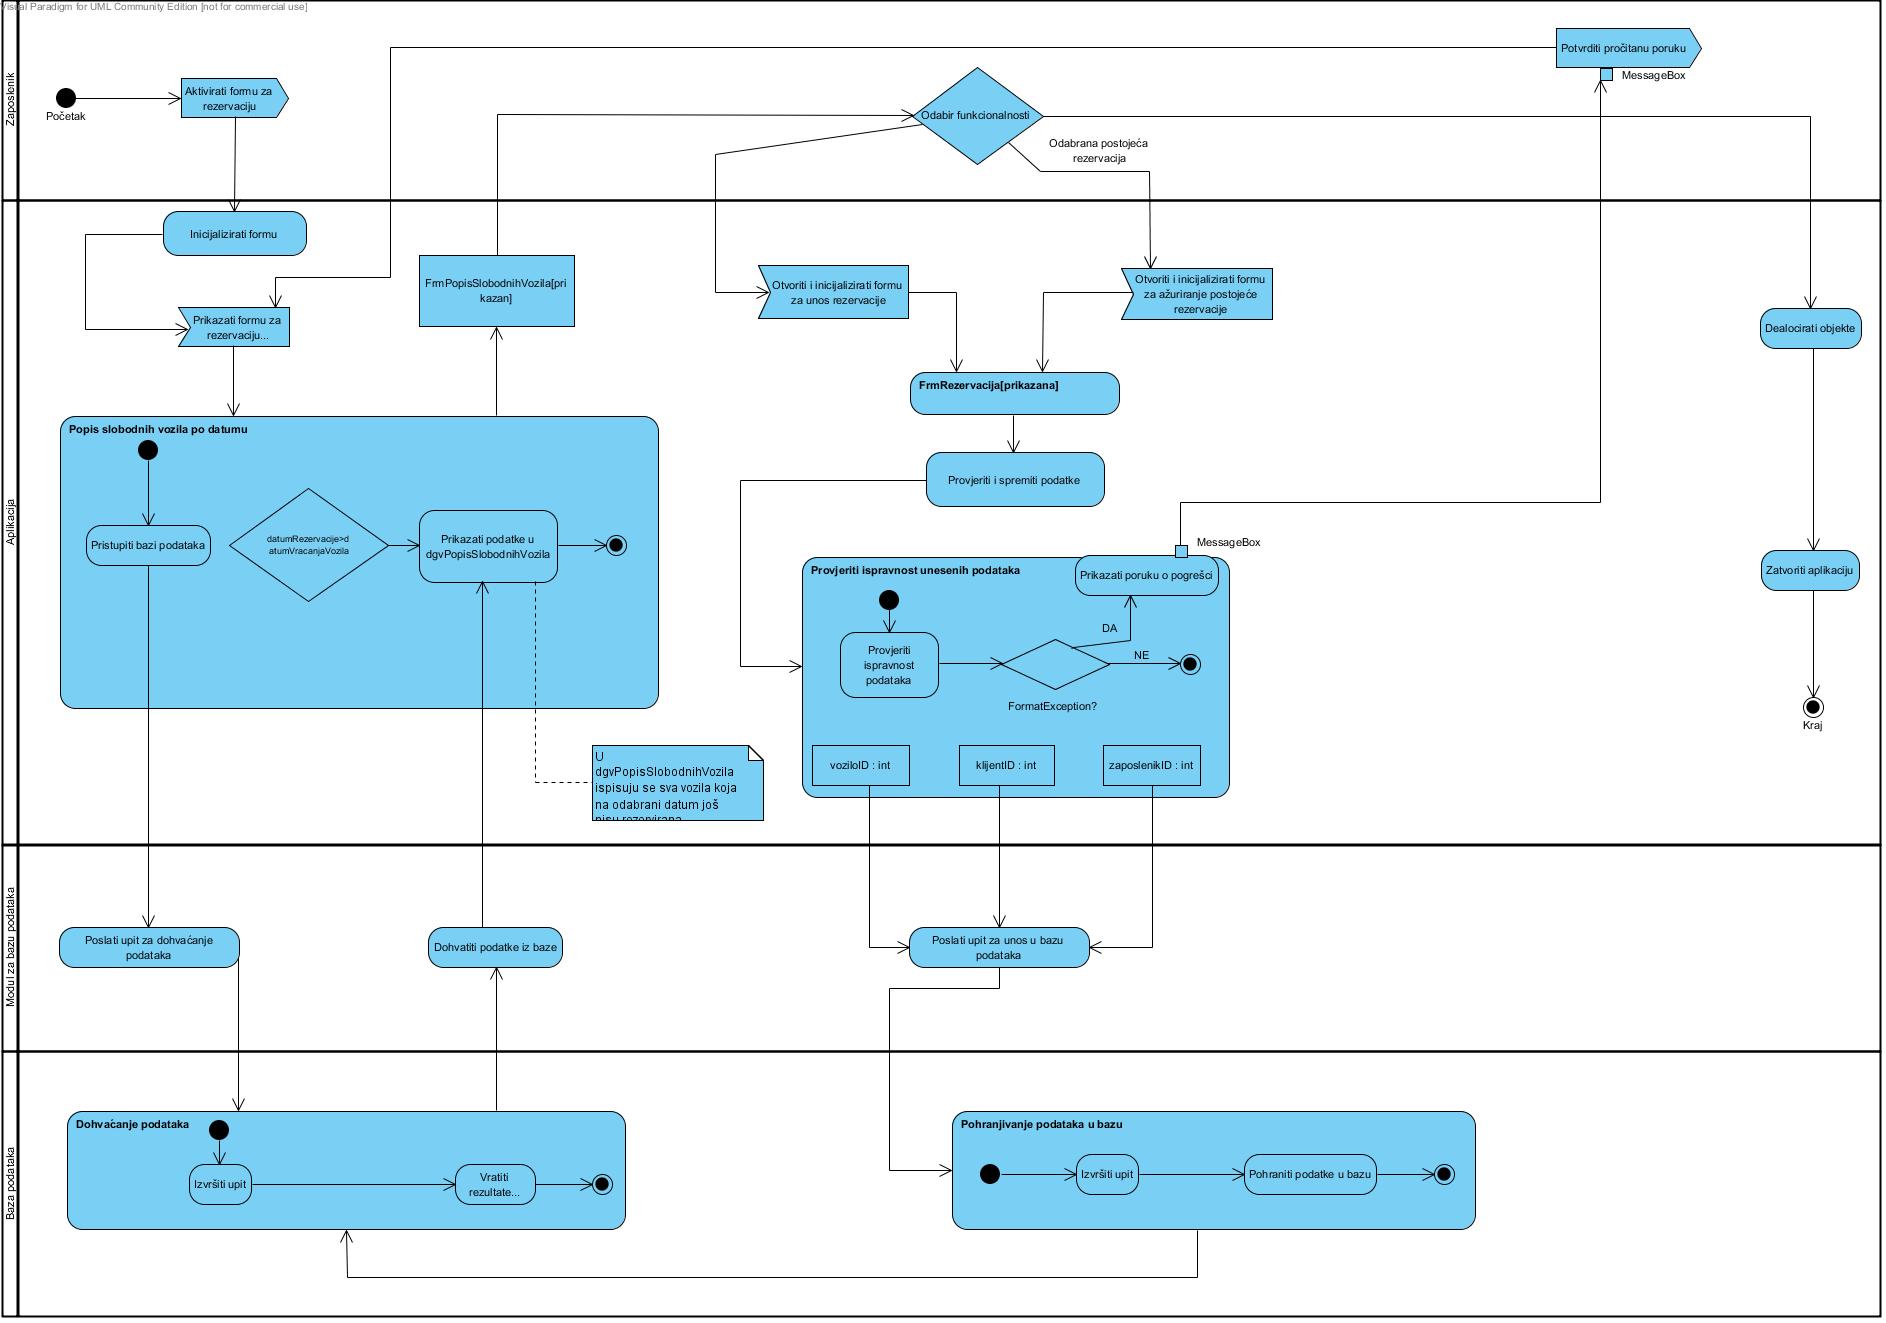 Visual Paradigm for UML Community Edition [not for commercial use]
Zaposlenik
Početak
Aktivirati formu za
rezervaciju
Odabir funkcionalnosti
Odabrana postojeća
rezervacija
Potvrditi pročitanu poruku
MessageBox
Aplikacija
Inicijalizirati formu
Prikazati formu za
rezervaciju...
FrmPopisSlobodnihVozila[pri
kazan]
Otvoriti i inicijalizirati formu
za unos rezervacije
Otvoriti i inicijalizirati formu
za ažuriranje postojeće
rezervacije
Dealocirati objekte
FrmRezervacija[prikazana]
Provjeriti i spremiti podatke
Popis slobodnih vozila po datumu
Pristupiti bazi podataka
datumRezervacije>d
atumVracanjaVozila
Prikazati podatke u
dgvPopisSlobodnihVozila
MessageBox
Provjeriti ispravnost unesenih podataka
Prikazati poruku o pogrešci
Provjeriti
ispravnost
podataka
DA
NE
FormatException?
Zatvoriti aplikaciju
Kraj
U
dgvPopisSlobodnihVozila
ispisuju se sva vozila koja
na odabrani datum još
nisu rezervirana
voziloID : int
klijentID : int
zaposlenikID : int
Modul za bazu podataka
Poslati upit za dohvaćanje
podataka
Dohvatiti podatke iz baze
Poslati upit za unos u bazu
podataka
Baza podataka
Dohvaćanje podataka
Izvršiti upit
Vratiti
rezultate...
Pohranjivanje podataka u bazu
Izvršiti upit
Pohraniti podatke u bazu